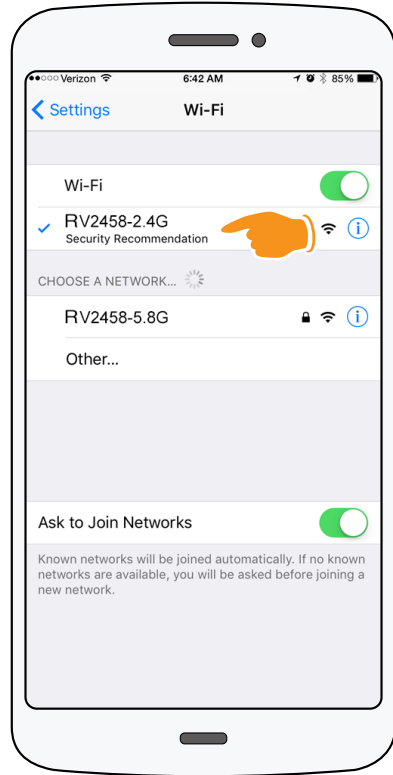 Verizon 6:42 AM 85%
Settings Wi-Fi
Wi-Fi
RV2458-2.4G
Security Recommendation
CHOOSE A NETWORK...
RV2458-5.8G
Other...
Ask to Join Networks
Known networks will be joined automatically. If no known
networks are available, you will be asked before joining a
new network.